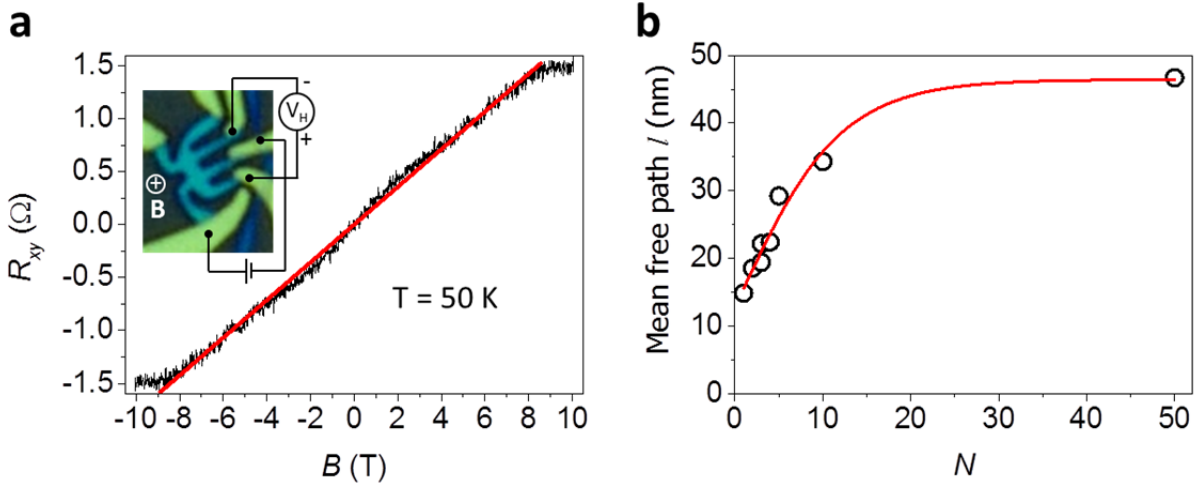 a
1.5
1.0
0.5
0.0
-0.5
-1.0
-1.5
R_xy (Ω)
-
V_H
+
⊕
B
T = 50 K
-10 -8 -6 -4 -2 0 2 4 6 8 10
B (T)
b
50
40
30
20
10
0
Mean free path l (nm)
0 10 20 30 40 50
N